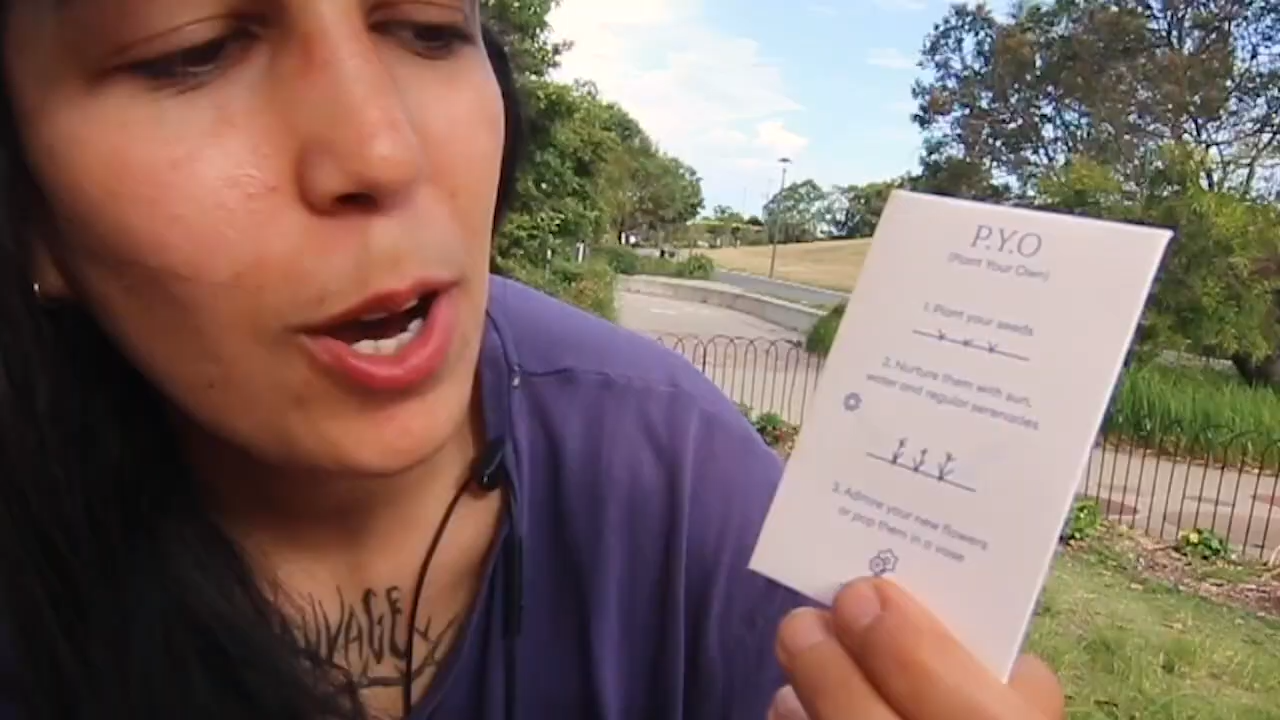 P.Y.O
(Plant Your Own)
1. Plant your seeds
2. Nurture them with sun,
water and regular serenades
3. Admire your new flowers
or pop them in a vase